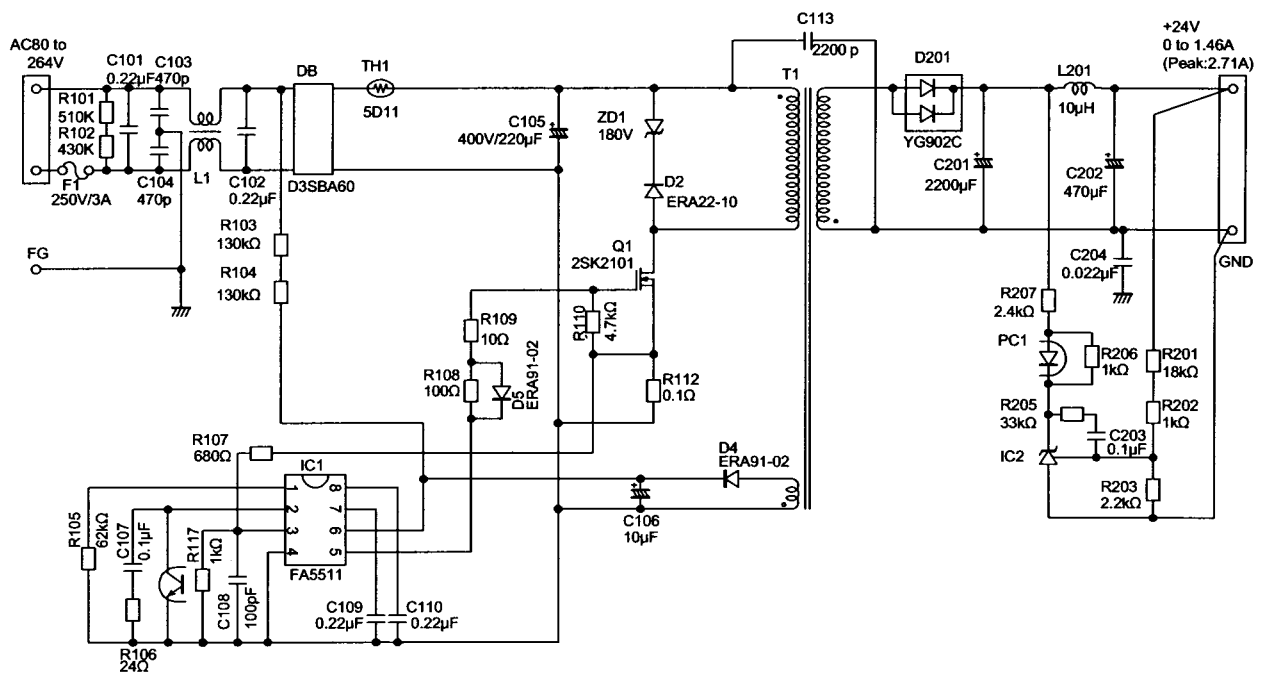 AC80 to
264V
C101
0.22µF
C103
470p
R101
510K
R102
430K
F1
250V/3A
C104
470p
L1
C102
0.22µF
DB
D3SBA60
TH1
5D11
C105
400V/220µF
+
ZD1
180V
D2
ERA22-10
C113
2200 p
T1
D201
YG902C
C201
2200µF
+
L201
10µH
C202
470µF
+
+24V
0 to 1.46A
(Peak:2.71A)
GND
C204
0.022µF
FG
R103
130kΩ
R104
130kΩ
Q1
2SK2101
R109
10Ω
R110
4.7kΩ
R108
100Ω
D5
ERA91-02
R112
0.1Ω
R207
2.4kΩ
PC1
R206
1kΩ
R201
18kΩ
R205
33kΩ
R202
1kΩ
C203
0.1µF
IC2
R203
2.2kΩ
R107
680Ω
IC1
1
2
3
4
8
7
6
5
FA5511
D4
ERA91-02
+
C106
10µF
R105
62kΩ
C107
0.1µF
R117
1kΩ
C108
100pF
C109
0.22µF
C110
0.22µF
R106
24Ω